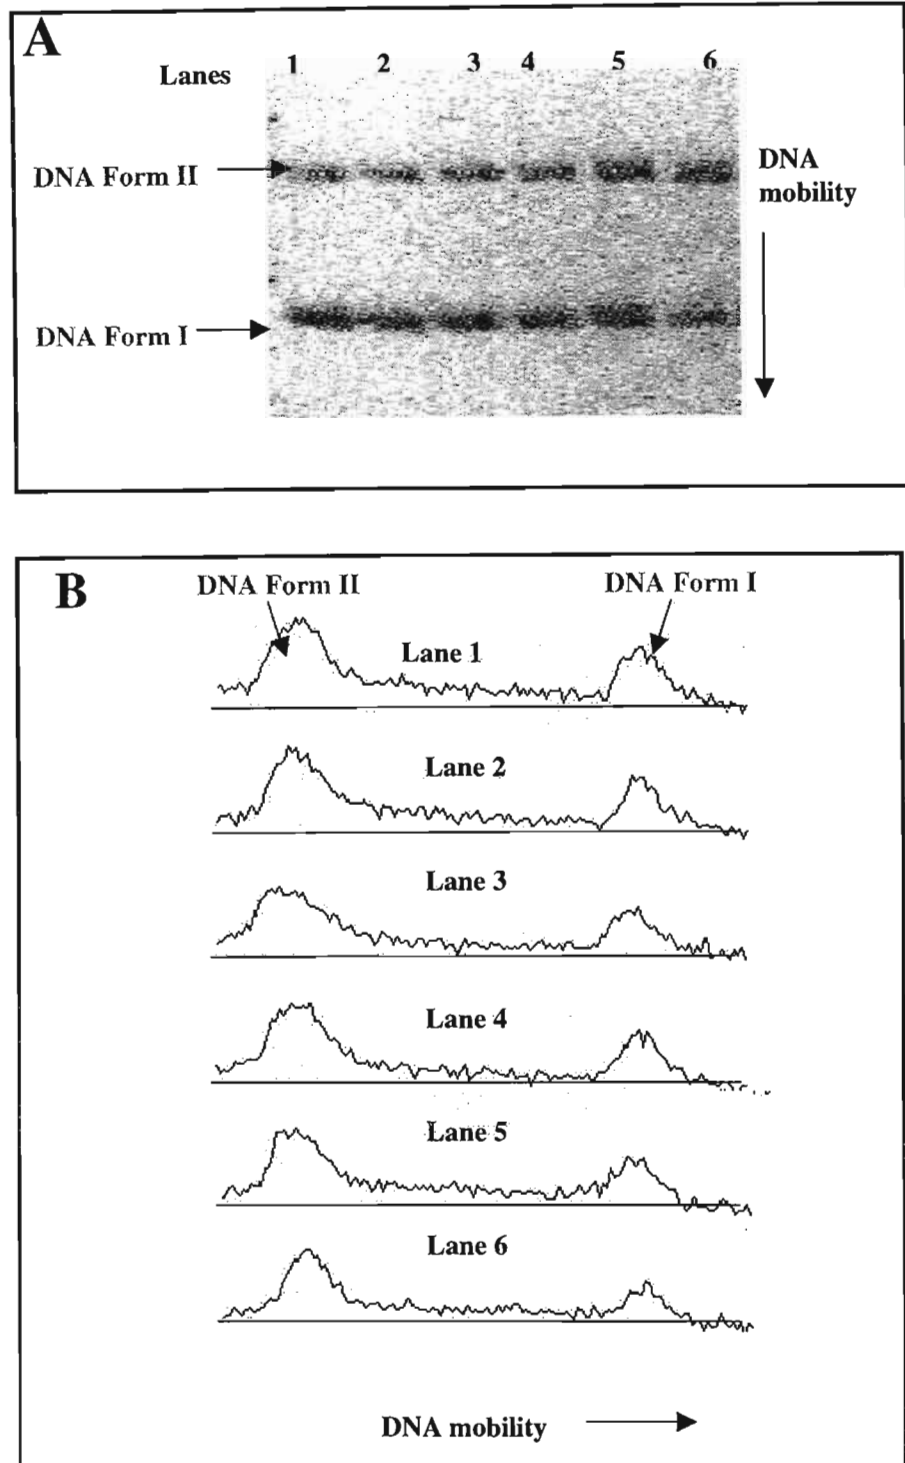 A
Lanes 1 2 3 4 5 6
DNA Form II
DNA
mobility
DNA Form I
B
DNA Form II DNA Form I
Lane 1
Lane 2
Lane 3
Lane 4
Lane 5
Lane 6
DNA mobility